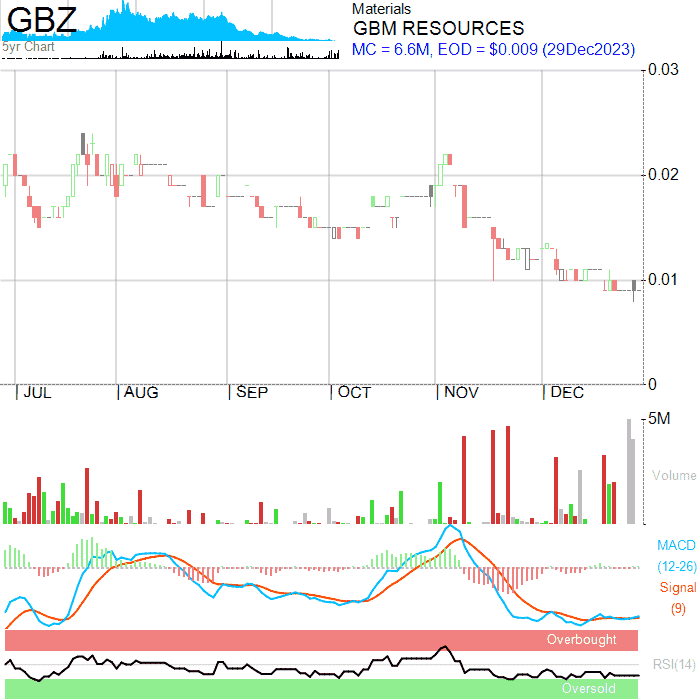 GBZ
5yr Chart
Materials
GBM RESOURCES
MC = 6.6M, EOD = $0.009 (29Dec2023)
0.03
0.02
0.01
0
JUL AUG SEP OCT NOV DEC
5M
Volume
MACD
(12-26)
Signal
(9)
Overbought
RSI(14)
Oversold